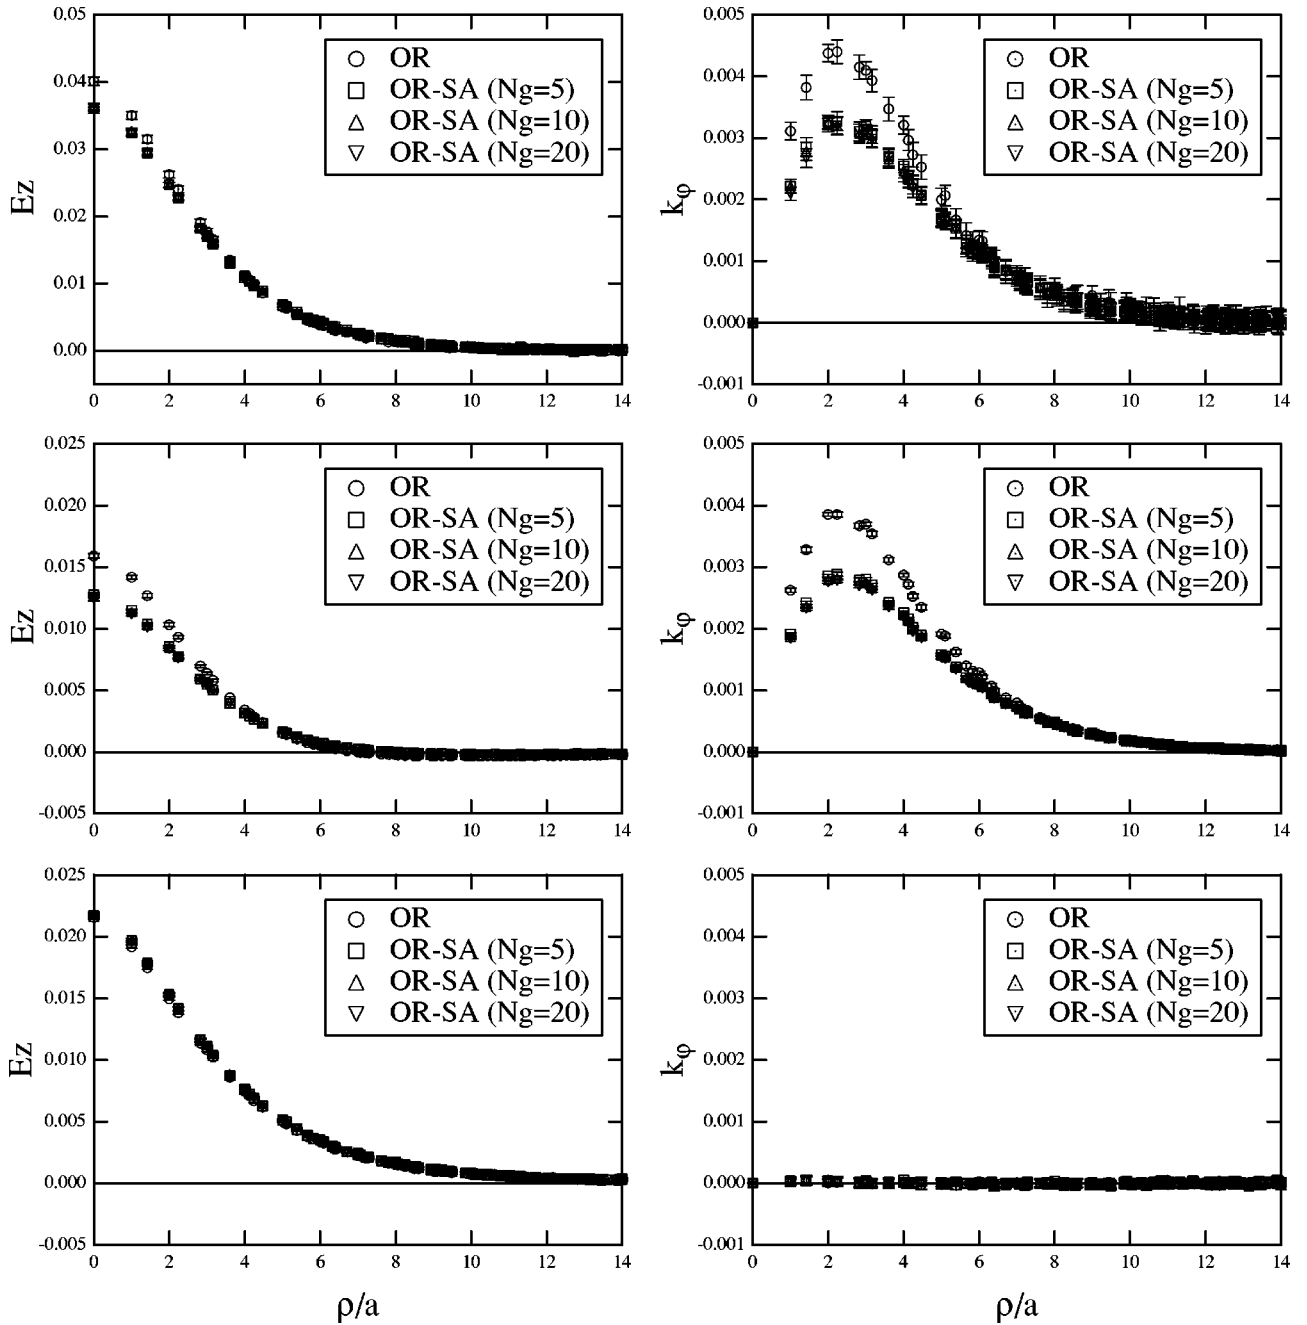 0.05
0.04
0.03
0.02
0.01
0.00
Ez
OR
OR-SA (Ng=5)
OR-SA (Ng=10)
OR-SA (Ng=20)
0 2 4 6 8 10 12 14
0.005
0.004
0.003
0.002
0.001
0.000
-0.001
kφ
OR
OR-SA (Ng=5)
OR-SA (Ng=10)
OR-SA (Ng=20)
0 2 4 6 8 10 12 14
0.025
0.020
0.015
0.010
0.005
0.000
-0.005
Ez
OR
OR-SA (Ng=5)
OR-SA (Ng=10)
OR-SA (Ng=20)
0 2 4 6 8 10 12 14
0.005
0.004
0.003
0.002
0.001
0.000
-0.001
kφ
OR
OR-SA (Ng=5)
OR-SA (Ng=10)
OR-SA (Ng=20)
0 2 4 6 8 10 12 14
0.025
0.020
0.015
0.010
0.005
0.000
-0.005
Ez
OR
OR-SA (Ng=5)
OR-SA (Ng=10)
OR-SA (Ng=20)
0 2 4 6 8 10 12 14
ρ/a
0.005
0.004
0.003
0.002
0.001
0.000
-0.001
kφ
OR
OR-SA (Ng=5)
OR-SA (Ng=10)
OR-SA (Ng=20)
0 2 4 6 8 10 12 14
ρ/a